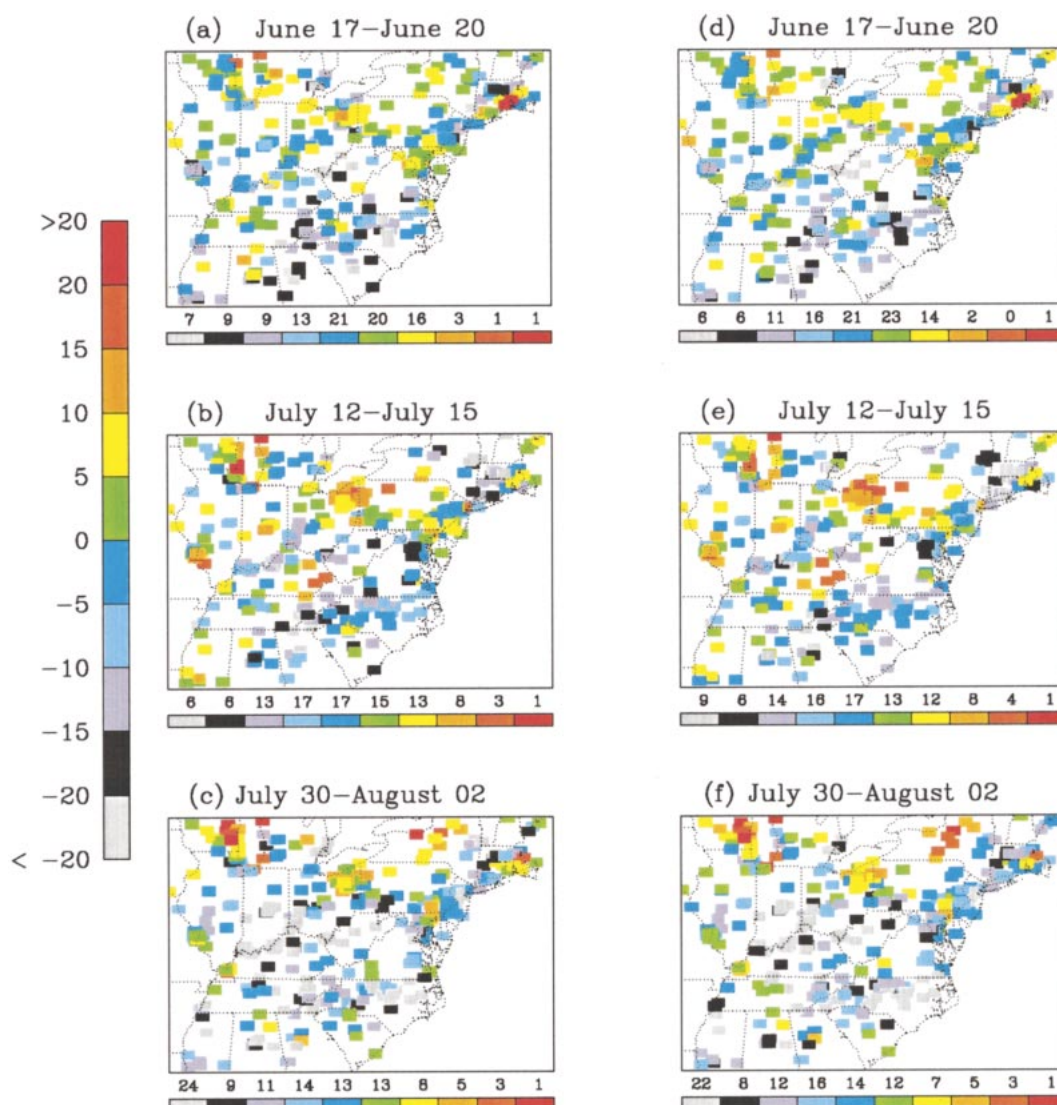 (a) June 17–June 20
7 9 9 13 21 20 16 3 1 1
(d) June 17–June 20
6 6 11 16 21 23 14 2 0 1
>20
20
15
10
5
0
−5
−10
−15
−20
< −20
(b) July 12–July 15
6 6 13 17 17 15 13 8 3 1
(e) July 12–July 15
9 6 14 16 17 13 12 8 4 1
(c) July 30–August 02
24 9 11 14 13 13 8 5 3 1
(f) July 30–August 02
22 8 12 16 14 12 7 5 3 1